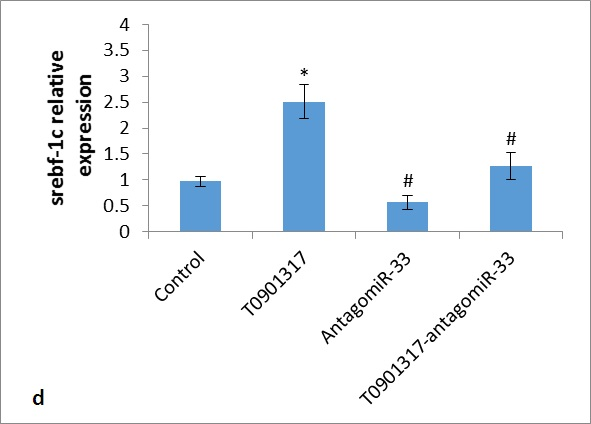 srebf-1c relative
expression
4
3.5
3
2.5
2
1.5
1
0.5
0
*
#
#
Control
T0901317
AntagomiR-33
T0901317-antagomiR-33
d